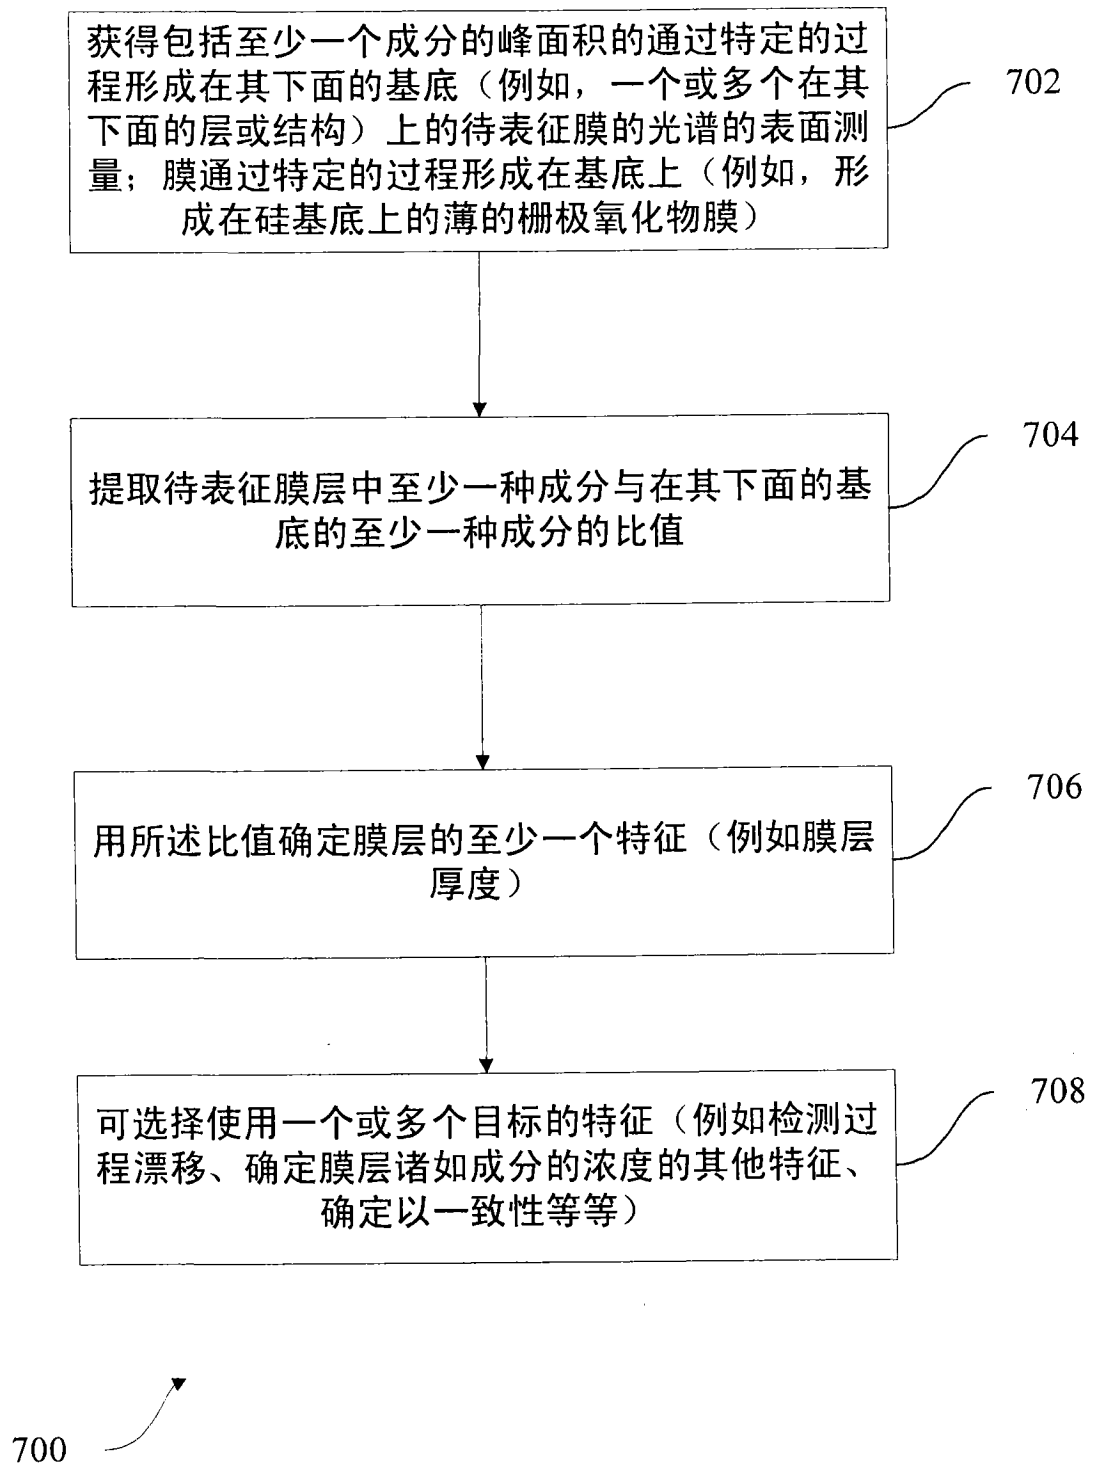 获得包括至少一个成分的峰面积的通过特定的过
程形成在其下面的基底（例如，一个或多个在其
下面的层或结构）上的待表征膜的光谱的表面测
量；膜通过特定的过程形成在基底上（例如，形
成在硅基底上的薄的栅极氧化物膜）
702
704
提取待表征膜层中至少一种成分与在其下面的基
底的至少一种成分的比值
706
用所述比值确定膜层的至少一个特征（例如膜层
厚度）
708
可选择使用一个或多个目标的特征（例如检测过
程漂移、确定膜层诸如成分的浓度的其他特征、
确定以一致性等等）
700